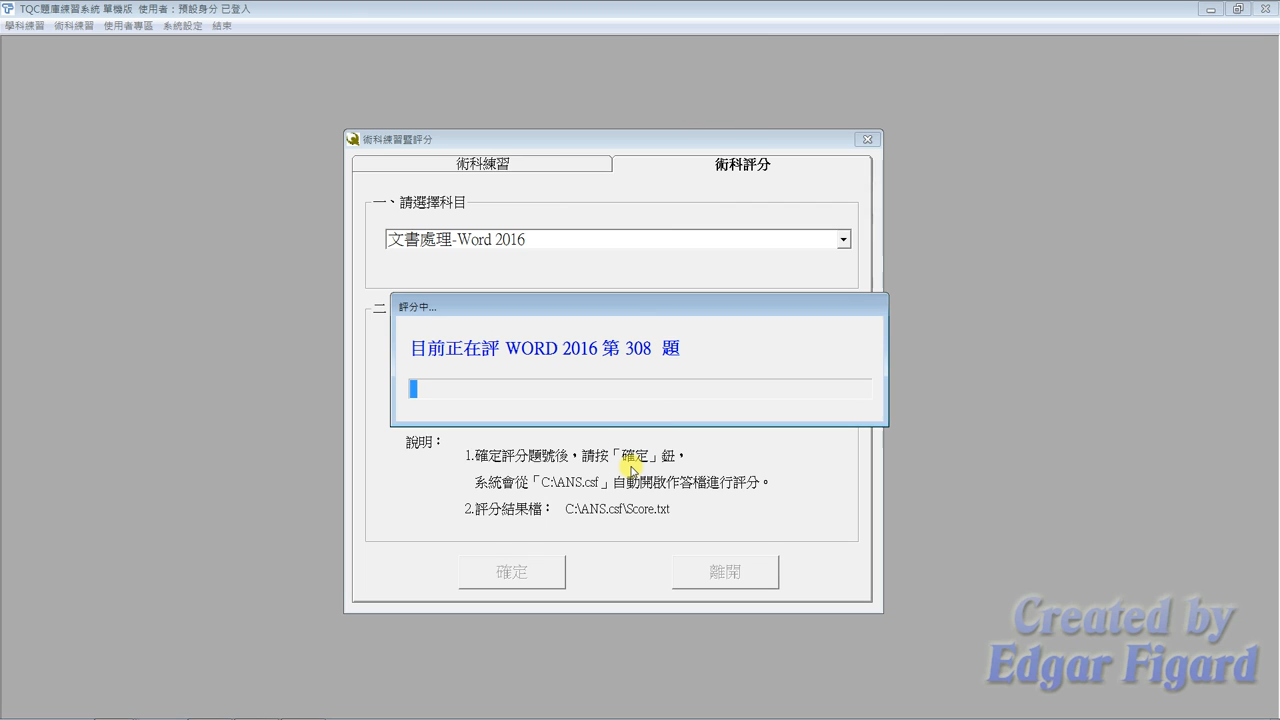 TQC題庫練習系統 單機版 使用者：預設身分 已登入
學科練習 術科練習 使用者專區 系統設定 結束
術科練習暨評分
術科練習 術科評分
一、請選擇科目
文書處理-Word 2016
二
評分中...
目前正在評 WORD 2016 第 308 題
說明：
1.確定評分題號後，請按「確定」鈕，
系統會從「C:\ANS.csf」自動開啟作答檔進行評分。
2.評分結果檔： C:\ANS.csf\Score.txt
確定 離開
Created by
Edgar Figard